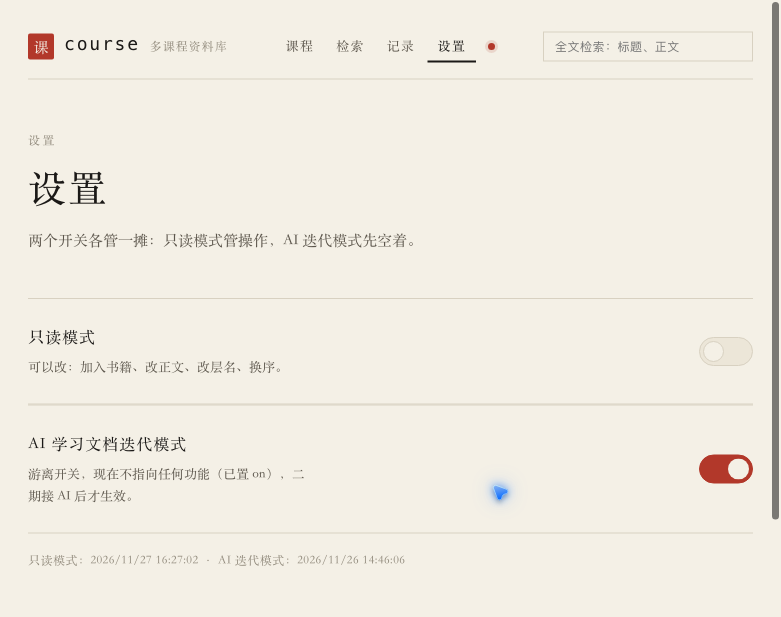 课 course 多课程资料库 课程 检索 记录 设置 全文检索：标题、正文
设置
设置
两个开关各管一摊：只读模式管操作，AI 迭代模式先空着。
只读模式
可以改：加入书籍、改正文、改层名、换序。
AI 学习文档迭代模式
游离开关，现在不指向任何功能（已置 on），二
期接 AI 后才生效。
只读模式：2026/11/27 16:27:02 · AI 迭代模式：2026/11/26 14:46:06